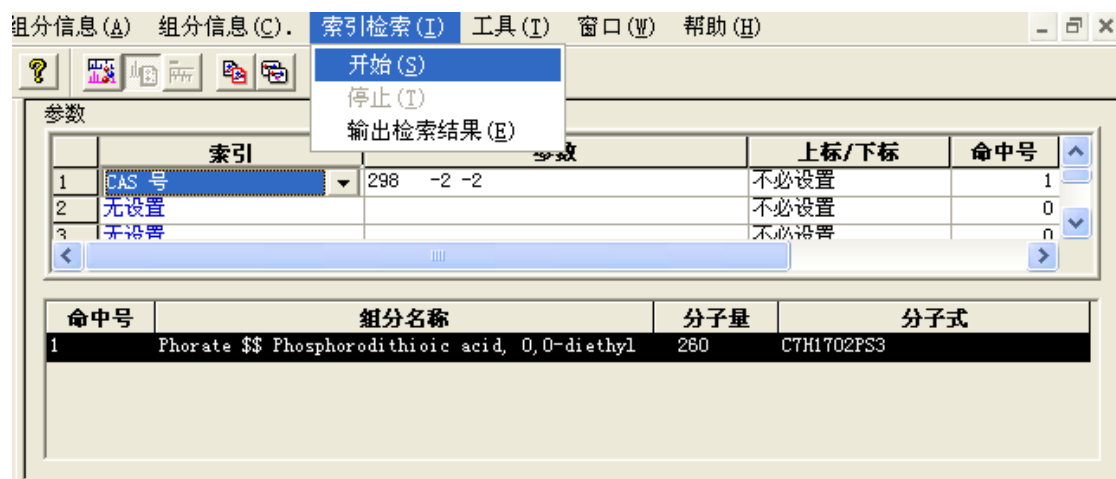 组分信息(A) 组分信息(C). 索引检索(I) 工具(T) 窗口(W) 帮助(H)
开始(S)
停止(T)
输出检索结果(E)
参数
索引 参数 上标/下标 命中号
1 CAS 号 298 -2 -2 不必设置 1
2 无设置 不必设置 0
3 无设置 不必设置 0
命中号 组分名称 分子量 分子式
1 Phorate $$ Phosphorodithioic acid, O,O-diethyl 260 C7H17O2PS3